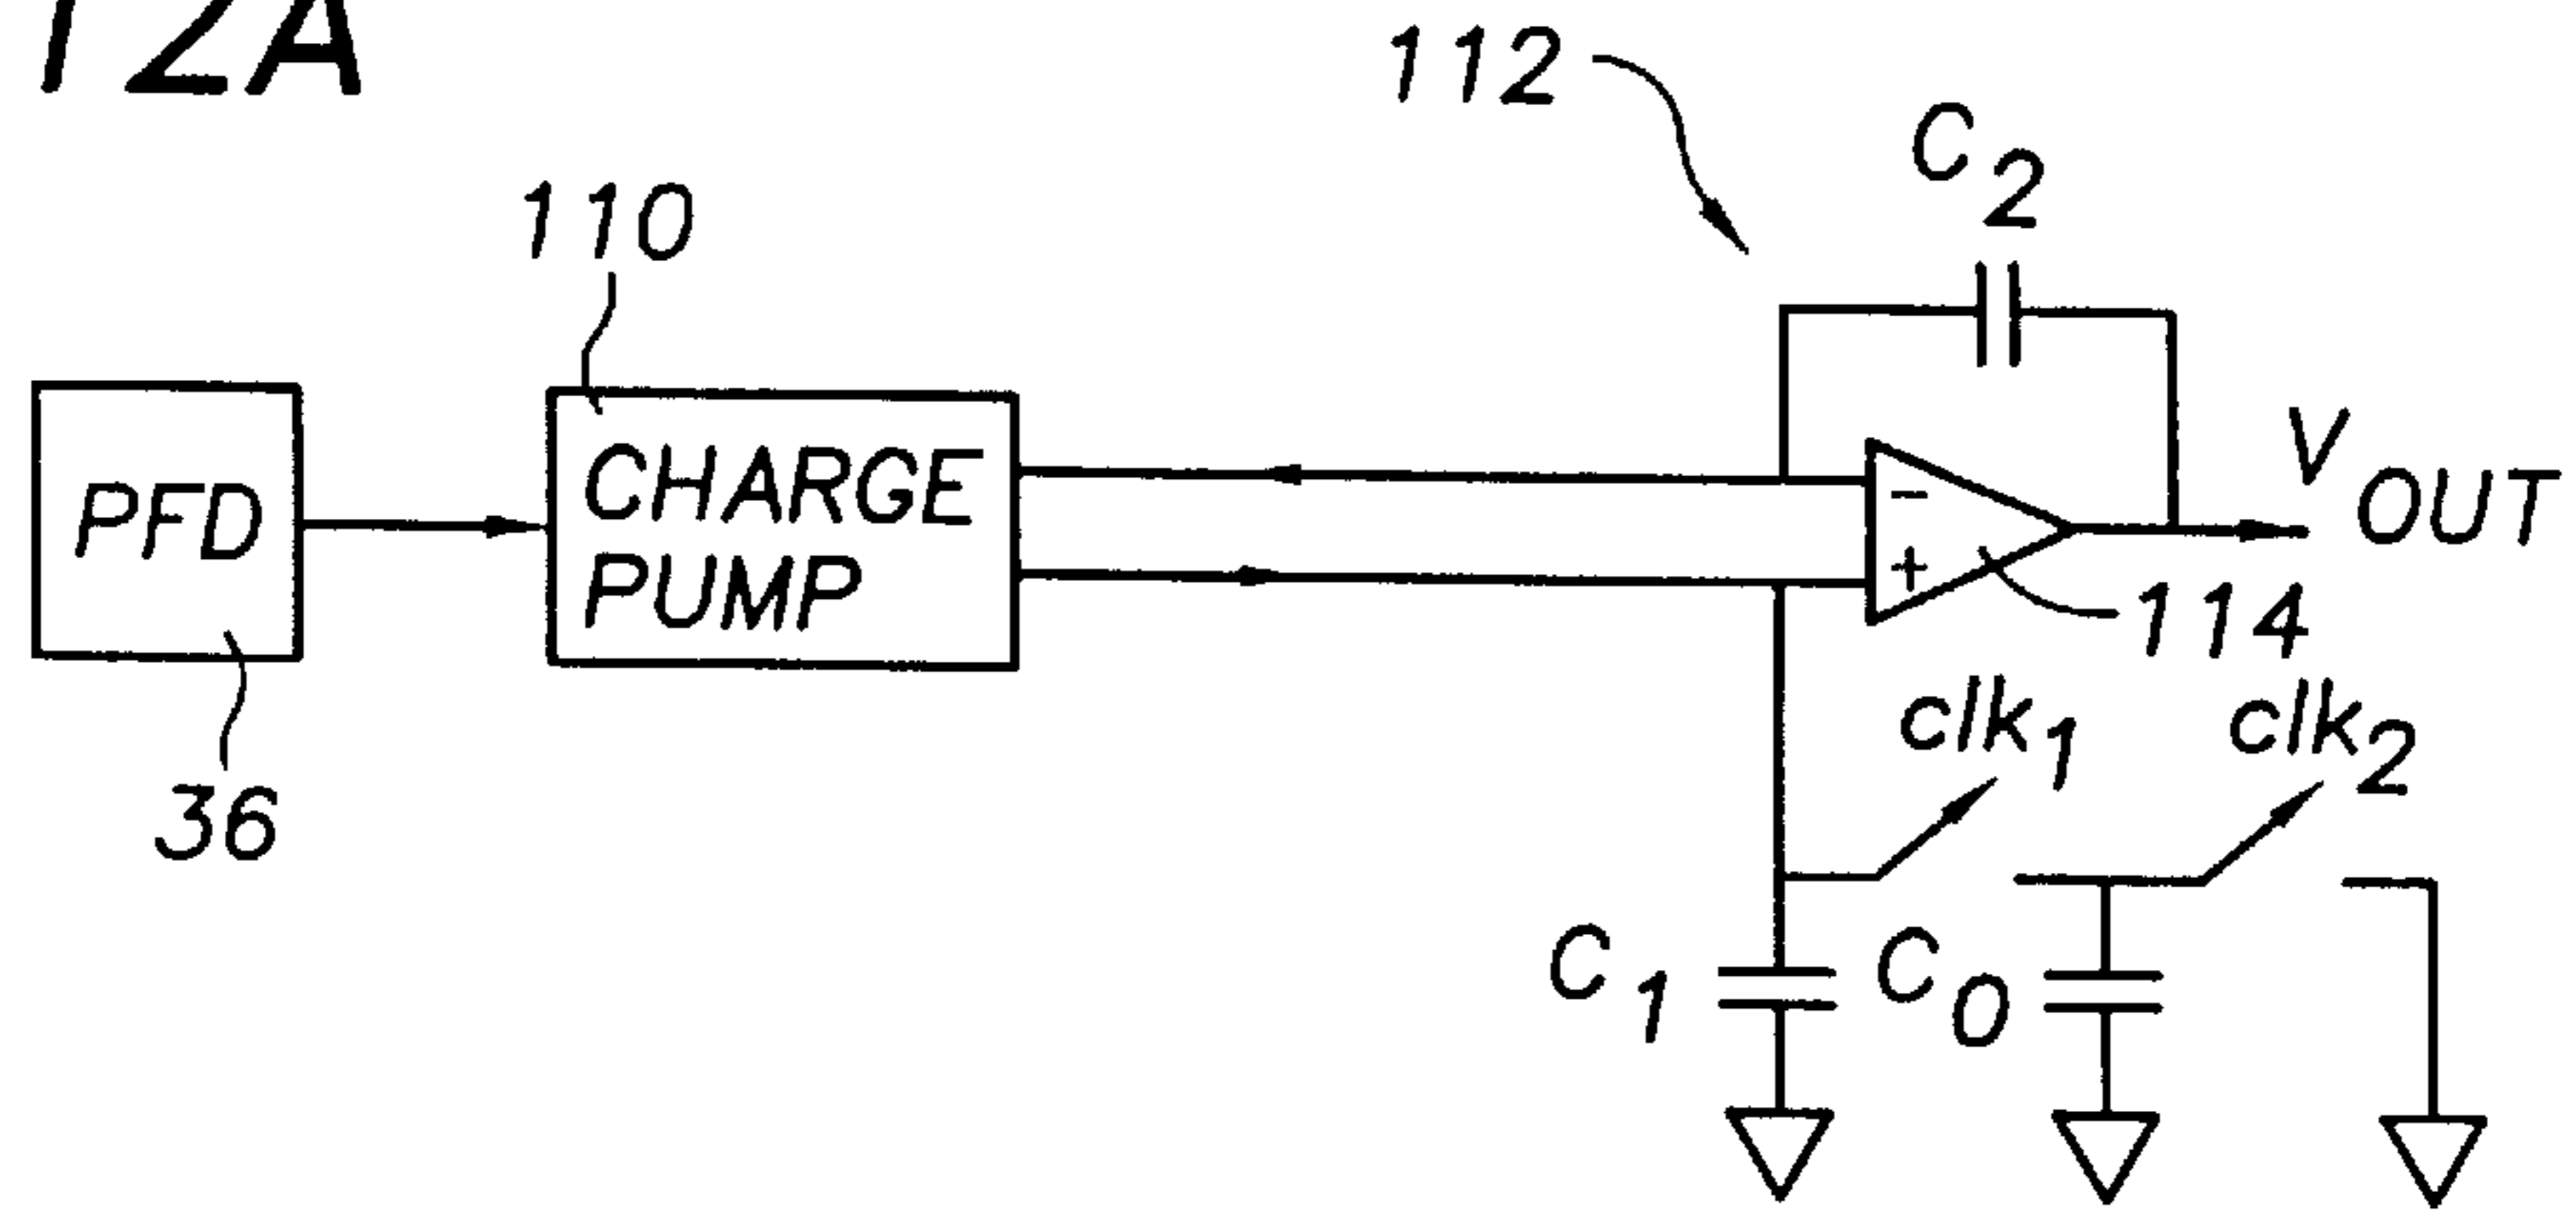 12A
112
C2
110
PFD
CHARGE
PUMP
36
-
+
VOUT
114
clk1
clk2
C1
C0